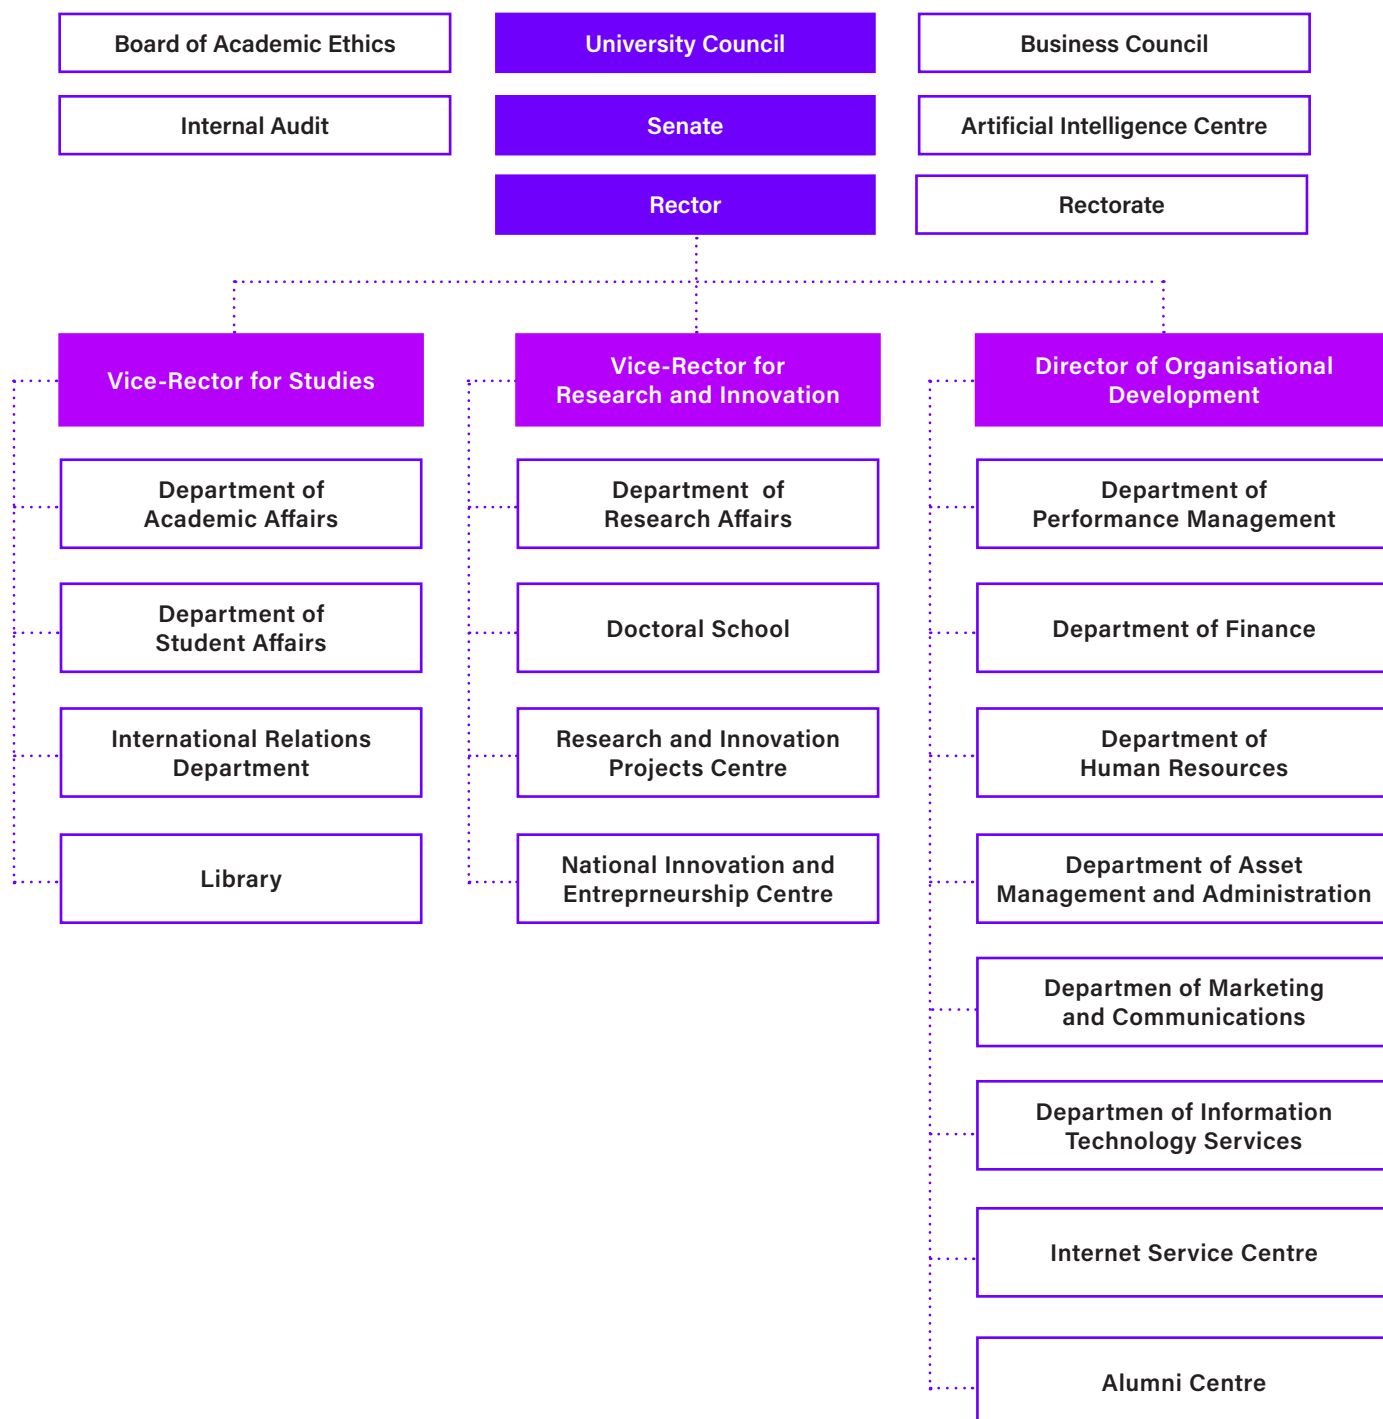 Board of Academic Ethics
University Council
Business Council
Internal Audit
Senate
Artificial Intelligence Centre
Rector
Rectorate
Vice-Rector for Studies
Vice-Rector for
Research and Innovation
Director of Organisational
Development
Department of
Academic Affairs
Department of
Student Affairs
International Relations
Department
Library
Department of
Research Affairs
Doctoral School
Research and Innovation
Projects Centre
National Innovation and
Entreprneurship Centre
Department of
Performance Management
Department of Finance
Department of
Human Resources
Department of Asset
Management and Administration
Departmen of Marketing
and Communications
Departmen of Information
Technology Services
Internet Service Centre
Alumni Centre